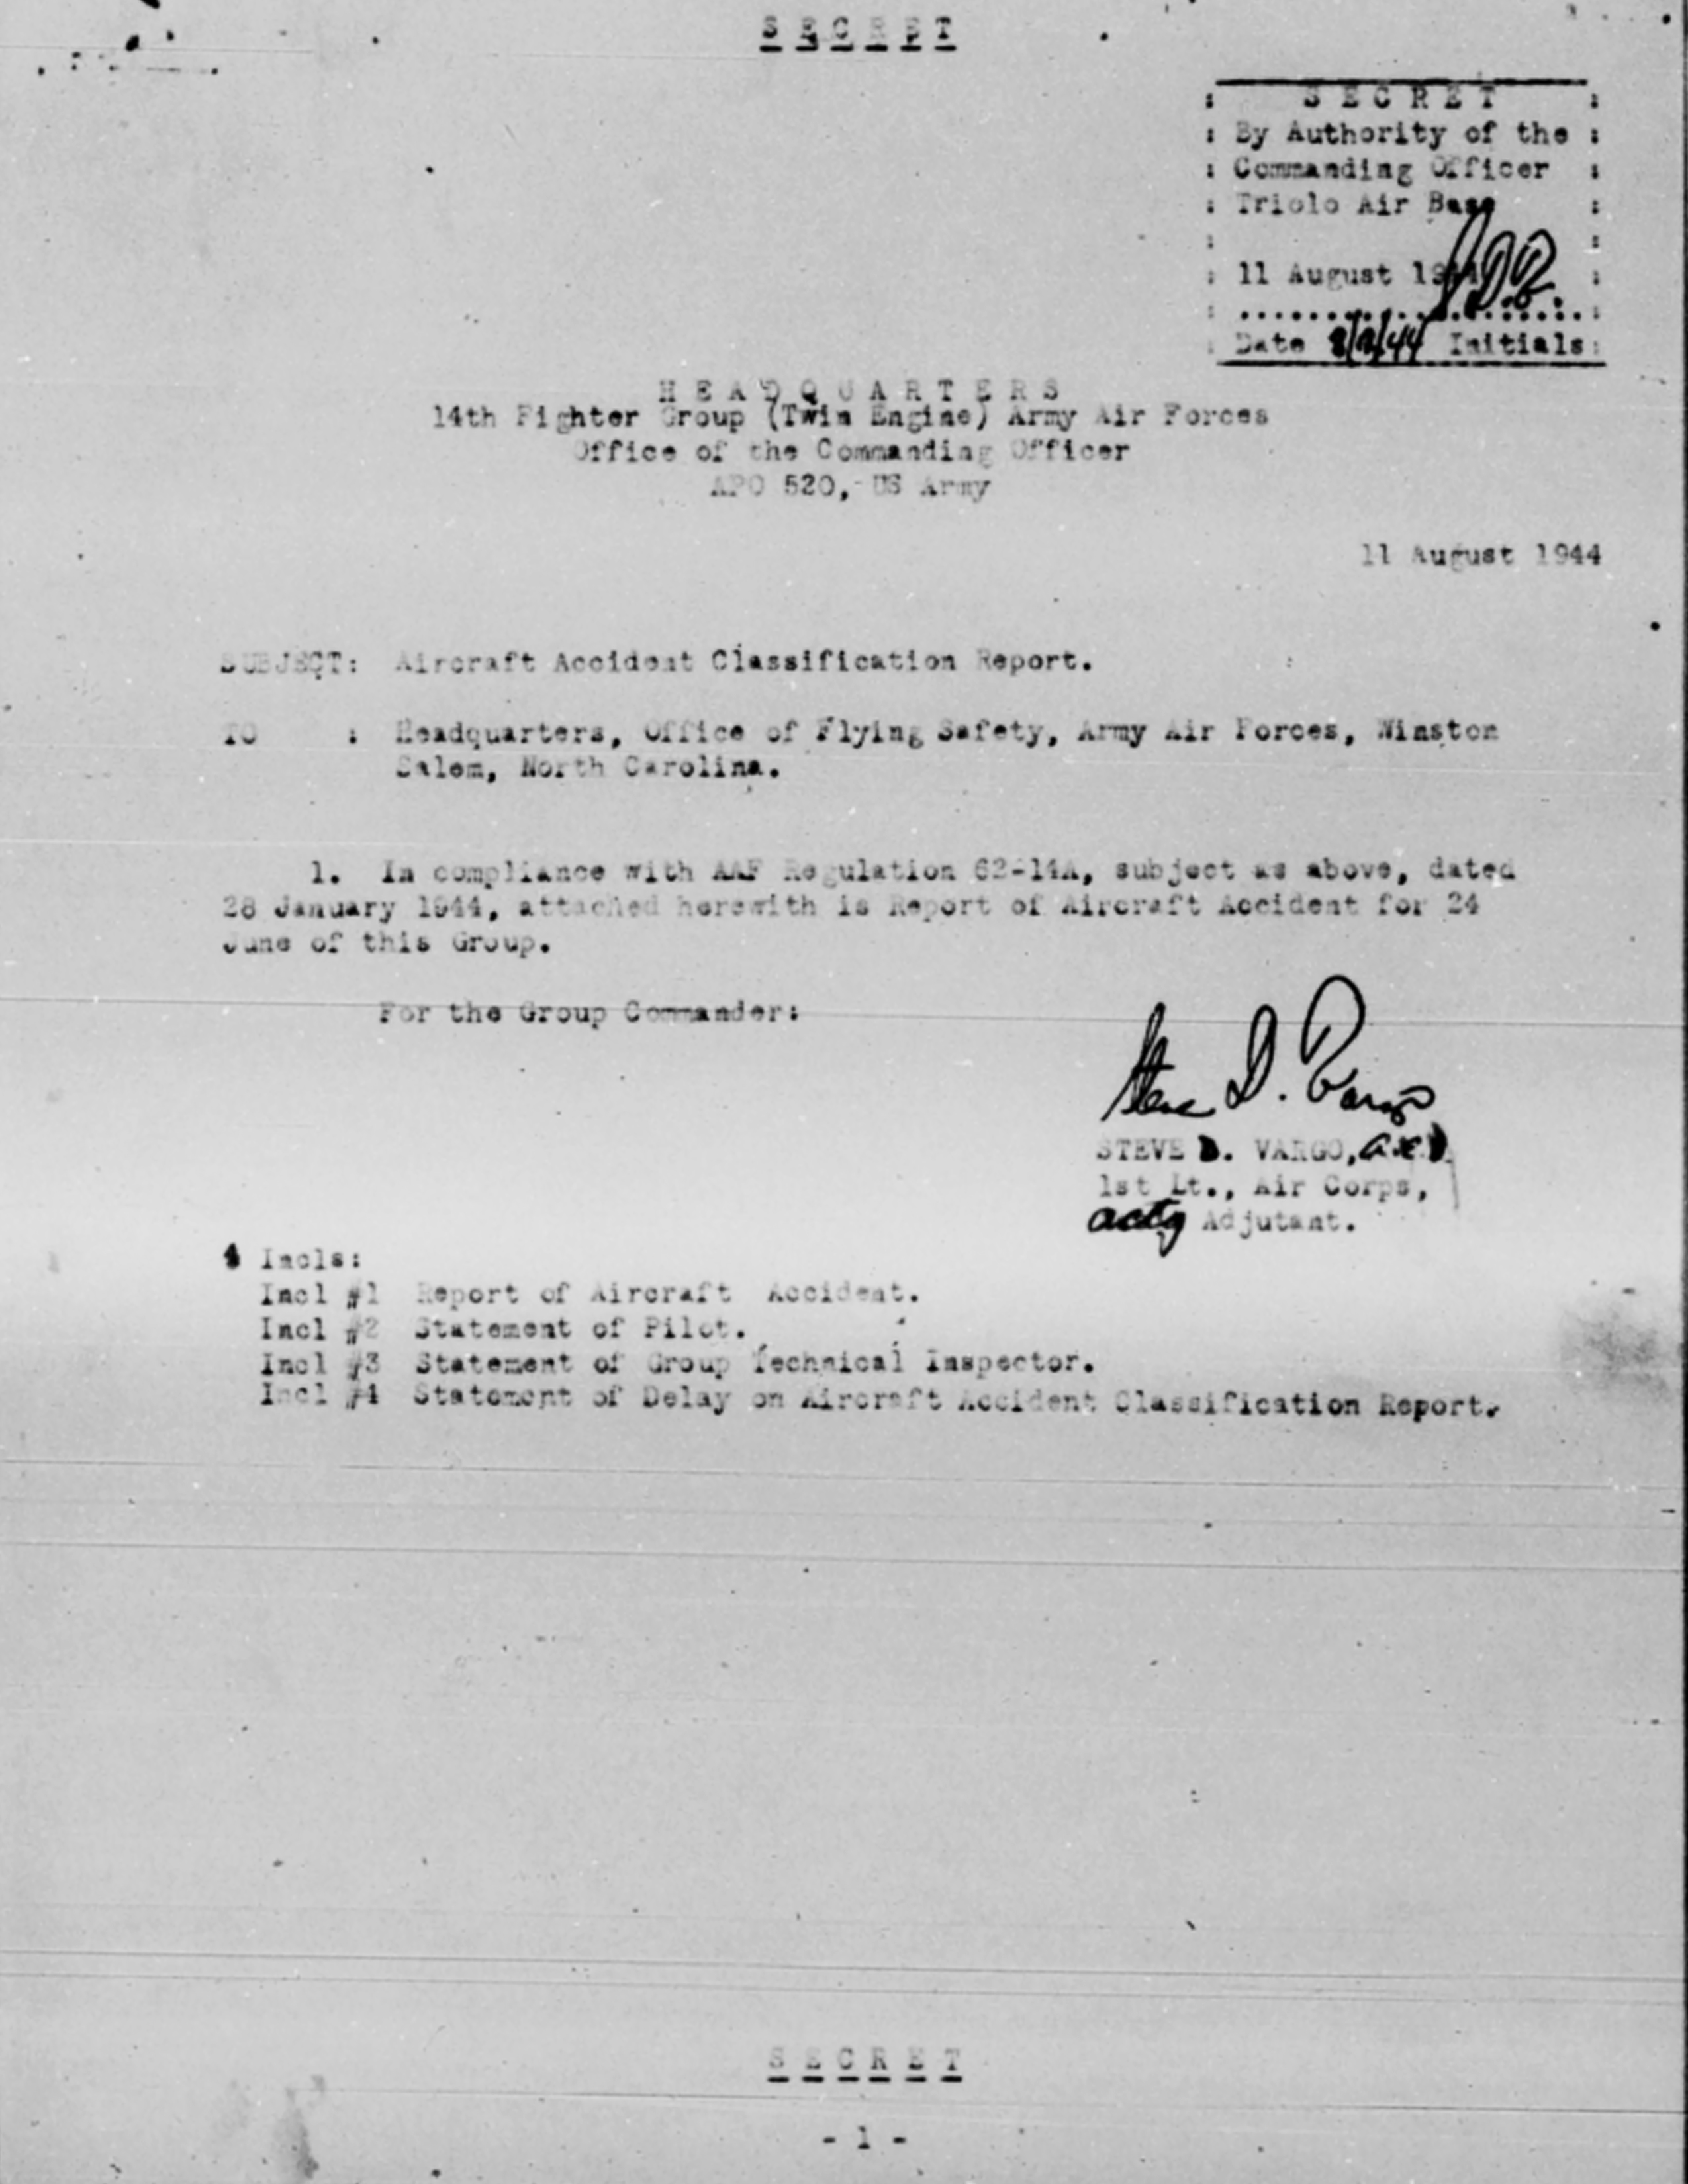 S E C R E T
S E C R E T
: By Authority of the :
: Commanding Officer :
: Triolo Air Base :
: 11 August 1944 S.D.V.
Date Initials:
H E A D Q U A R T E R S
14th Fighter Group (Twin Engine) Army Air Forces
Office of the Commanding Officer
APO 520, US Army
11 August 1944
SUBJECT: Aircraft Accident Classification Report.
TO : Headquarters, Office of Flying Safety, Army Air Forces, Winston
Salem, North Carolina.
1. In compliance with AAF Regulation 62-14A, subject as above, dated
28 January 1944, attached herewith is Report of Aircraft Accident for 24
June of this Group.
For the Group Commander:
Steve D. Vargo
STEVE D. VARGO,
1st Lt., Air Corps,
actg Adjutant.
4 Incls:
Incl #1 Report of Aircraft Accident.
Incl #2 Statement of Pilot.
Incl #3 Statement of Group Technical Inspector.
Incl #4 Statement of Delay on Aircraft Accident Classification Report.
S E C R E T
- 1 -